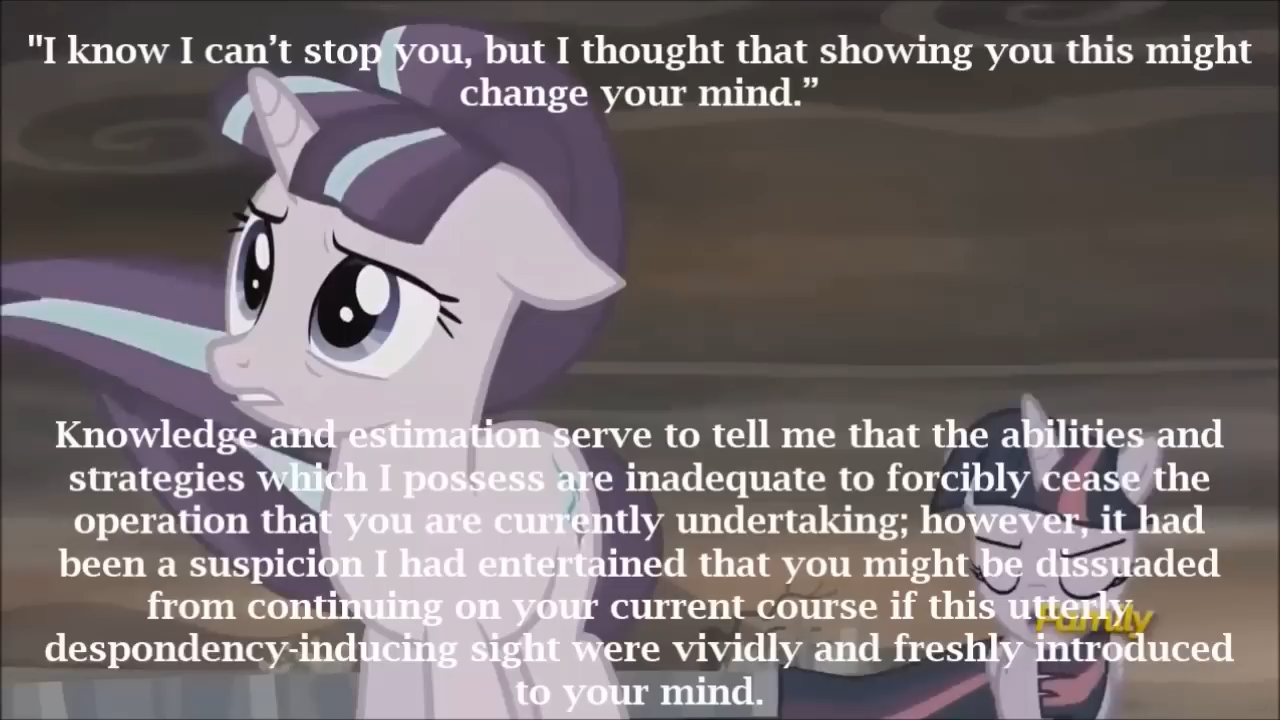 "I know I can’t stop you, but I thought that showing you this might
change your mind.”
Knowledge and estimation serve to tell me that the abilities and
strategies which I possess are inadequate to forcibly cease the
operation that you are currently undertaking; however, it had
been a suspicion I had entertained that you might be dissuaded
from continuing on your current course if this utterly
Family
despondency-inducing sight were vividly and freshly introduced
to your mind.